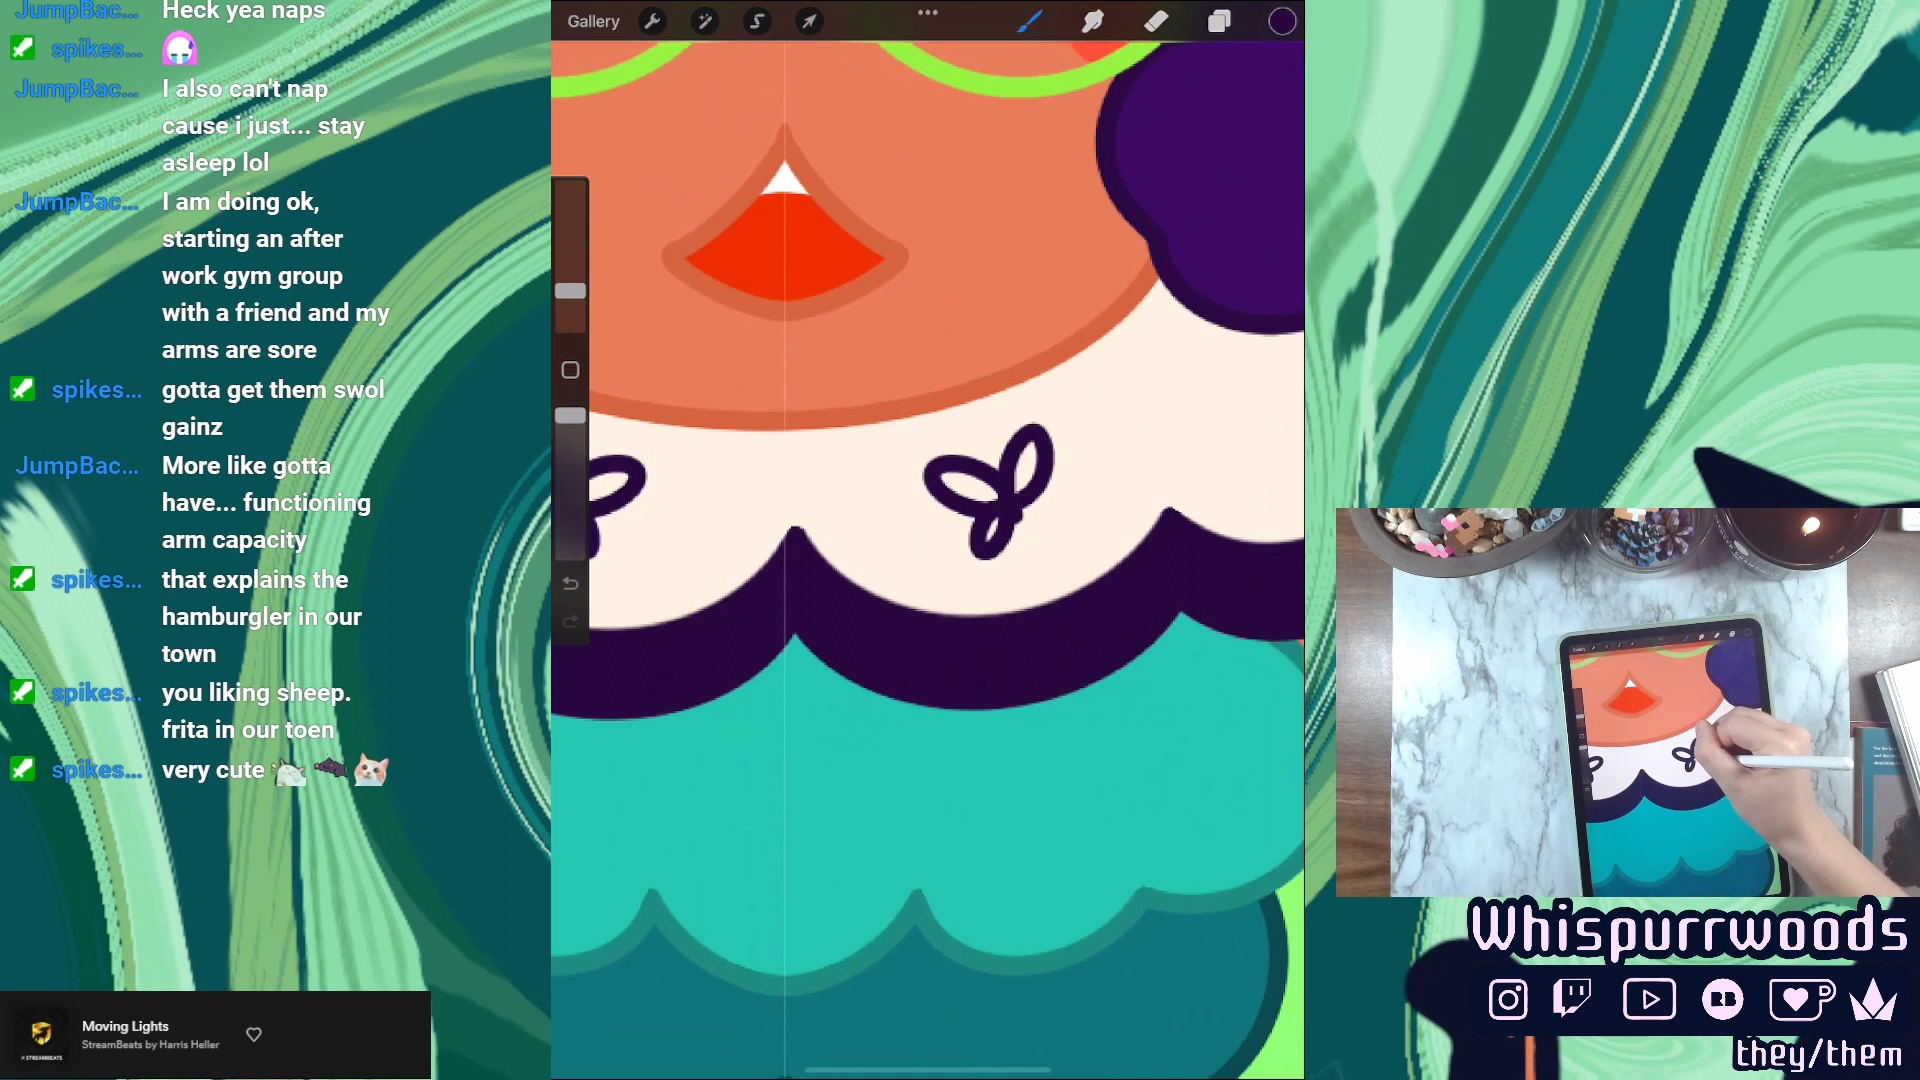 JumpBac... Heck yea naps
spikes...
JumpBac... I also can't nap
cause i just... stay
asleep lol
JumpBac... I am doing ok,
starting an after
work gym group
with a friend and my
arms are sore
spikes... gotta get them swol
gainz
JumpBac... More like gotta
have... functioning
arm capacity
spikes... that explains the
hamburgler in our
town
spikes... you liking sheep.
frita in our toen
spikes... very cute
Moving Lights
StreamBeats by Harris Heller
STREAMBEATS
Gallery
Whispurrwoods
RB
they/them